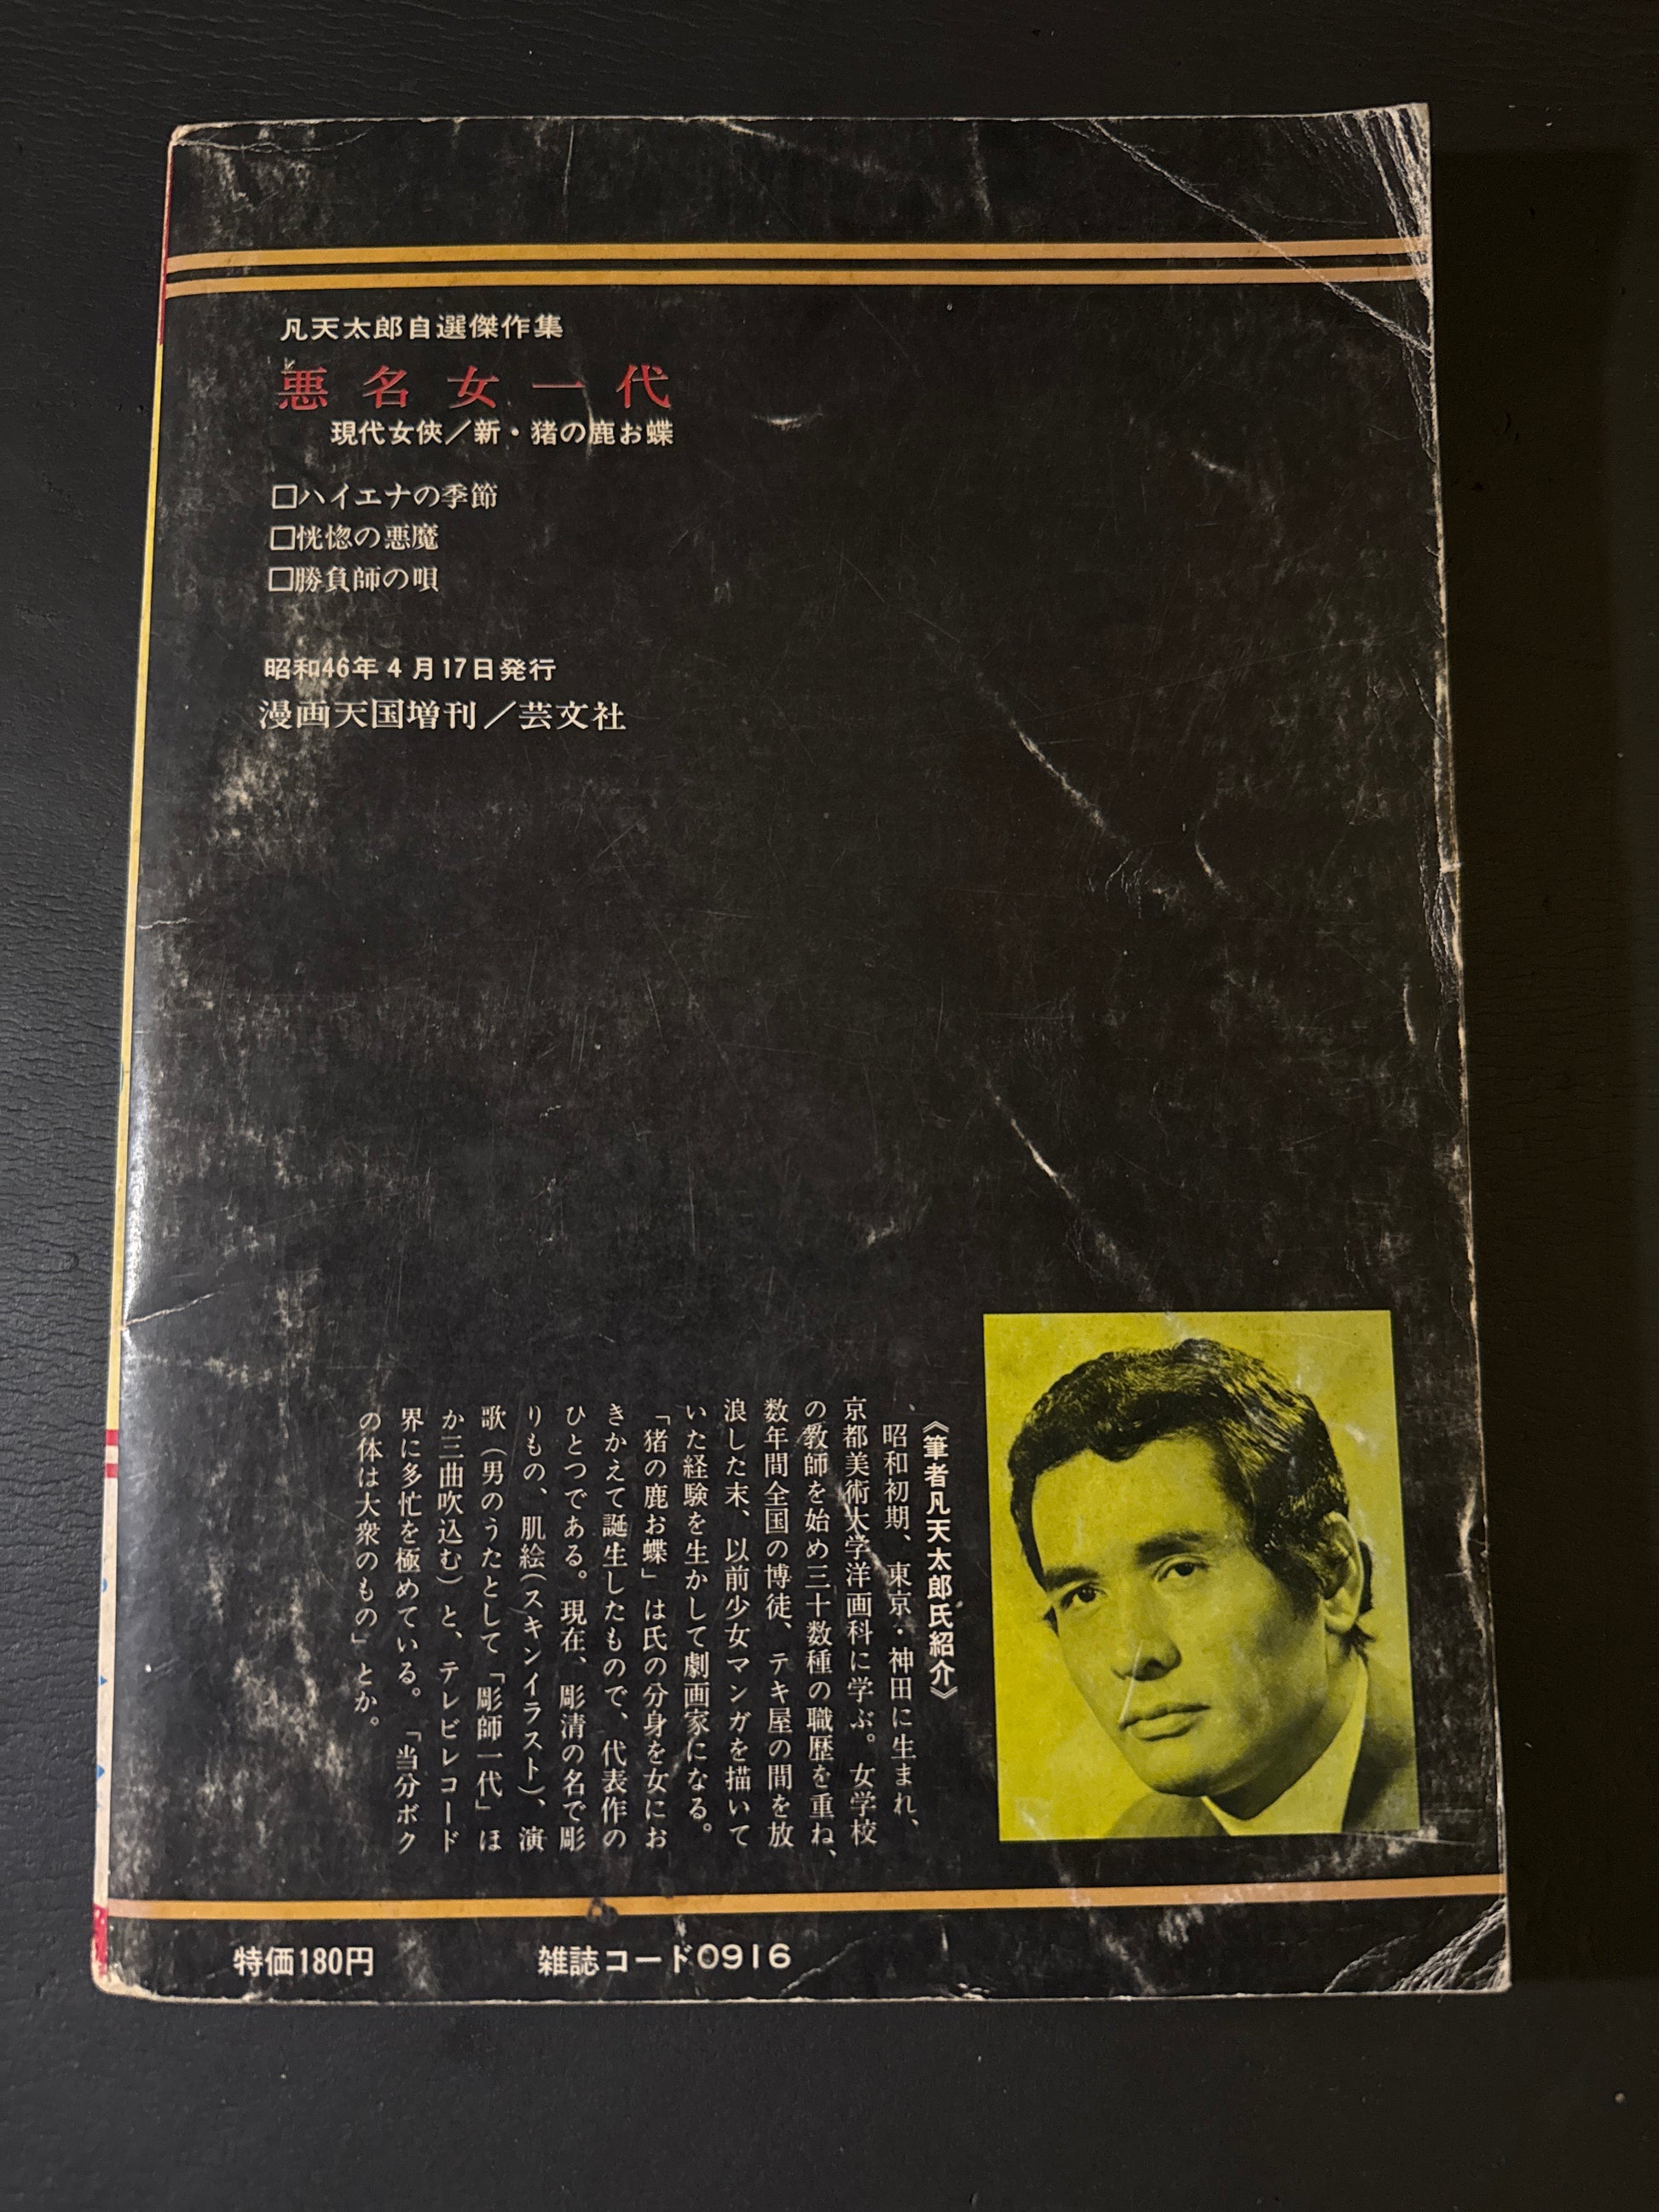 凡天太郎自選傑作集
悪名女一代
現代女俠／新・猪の鹿お蝶
□ハイエナの季節
□恍惚の悪魔
□勝負師の唄
昭和46年4月17日発行
漫画天国増刊／芸文社
《筆者凡天太郎氏紹介》
昭和初期、東京・神田に生まれ、
京都美術大学洋画科に学ぶ。女学校
の教師を始め三十数種の職歴を重ね、
数年間全国の博徒、テキ屋の間を放
浪した末、以前少女マンガを描いて
いた経験を生かして劇画家になる。
「猪の鹿お蝶」は氏の分身を女にお
きかえて誕生したもので、代表作の
ひとつである。現在、彫清の名で彫
りもの、肌絵（スキンイラスト）、演
歌（男のうたとして「彫師一代」ほ
か三曲吹込む）と、テレビレコード
界に多忙を極めている。「当分ボク
の体は大衆のもの」とか。
特価180円
雑誌コード0916